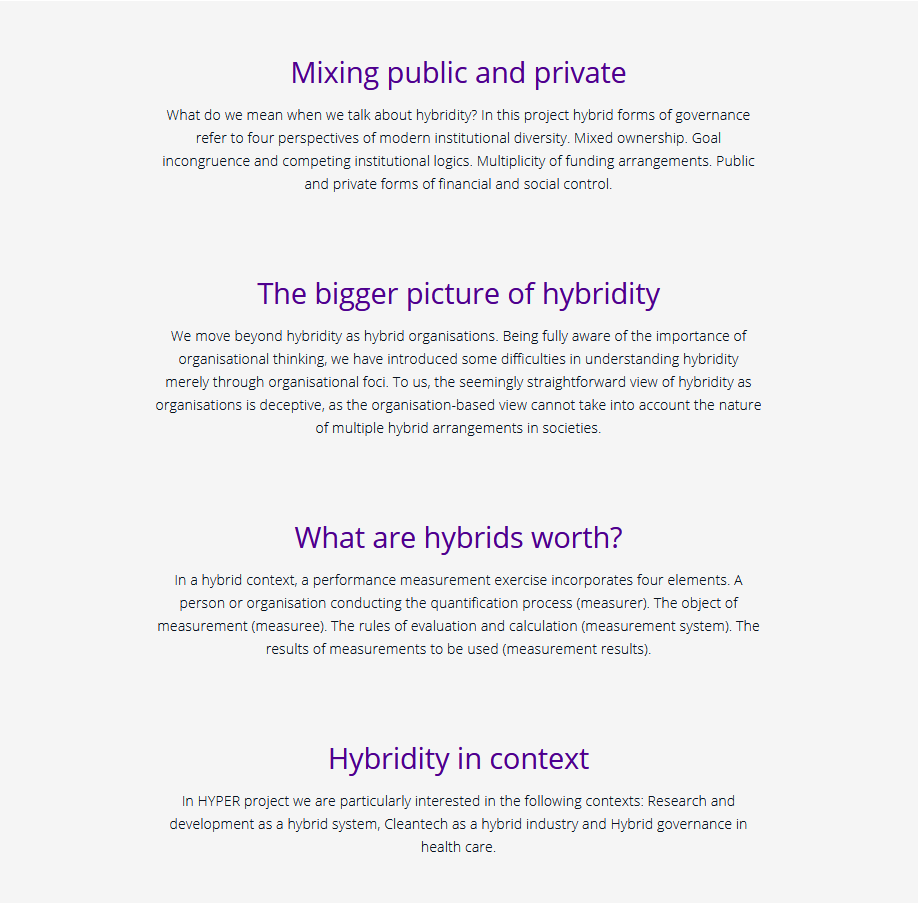 Mixing public and private
What do we mean when we talk about hybridity? In this project hybrid forms of governance
refer to four perspectives of modern institutional diversity. Mixed ownership. Goal
incongruence and competing institutional logics. Multiplicity of funding arrangements. Public
and private forms of financial and social control.
The bigger picture of hybridity
We move beyond hybridity as hybrid organisations. Being fully aware of the importance of
organisational thinking, we have introduced some difficulties in understanding hybridity
merely through organisational foci. To us, the seemingly straightforward view of hybridity as
organisations is deceptive, as the organisation-based view cannot take into account the nature
of multiple hybrid arrangements in societies.
What are hybrids worth?
In a hybrid context, a performance measurement exercise incorporates four elements. A
person or organisation conducting the quantification process (measurer). The object of
measurement (measuree). The rules of evaluation and calculation (measurement system). The
results of measurements to be used (measurement results).
Hybridity in context
In HYPER project we are particularly interested in the following contexts: Research and
development as a hybrid system, Cleantech as a hybrid industry and Hybrid governance in
health care.